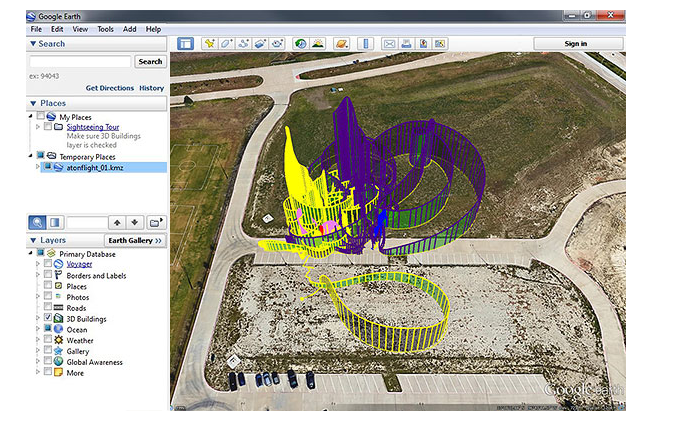 Google Earth
File Edit View Tools Add Help
Search
Sign in
Search
ex: 94043
Get Directions History
Places
My Places
Sightseeing Tour
Make sure 3D Buildings
layer is checked
Temporary Places
atonflight_01.kmz
Layers
Earth Gallery >>
Primary Database
Voyager
Borders and Labels
Places
Photos
Roads
3D Buildings
Ocean
Weather
Gallery
Global Awareness
More
Google earth